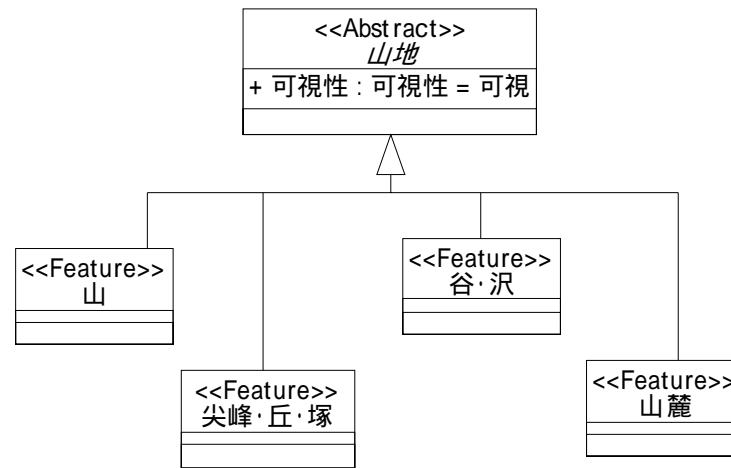 <<Abstract>>
山地
+ 可視性 : 可視性 = 可視
<<Feature>>
山
<<Feature>>
谷･沢
<<Feature>>
尖峰･丘･塚
<<Feature>>
山麓